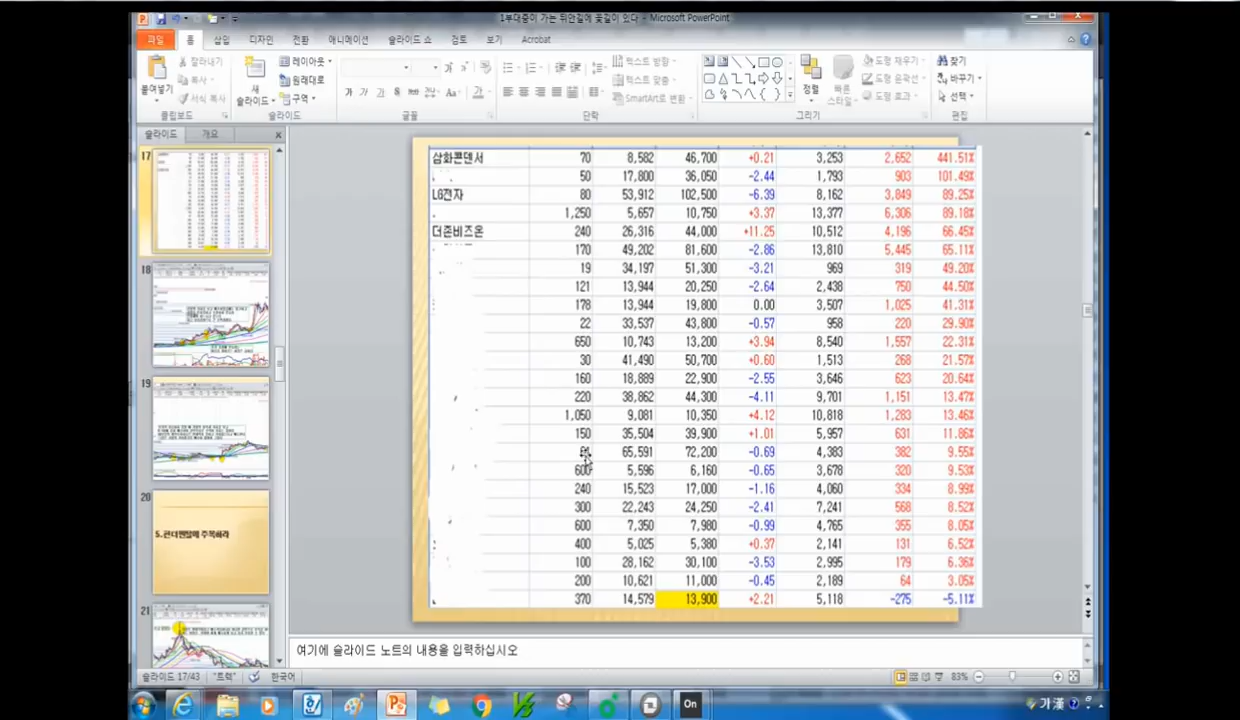 1부대중이 가는 뒤안길에 꽃길이 있다 - Microsoft PowerPoint
파일 홈 삽입 디자인 전환 애니메이션 슬라이드 쇼 검토 보기 Acrobat
잘라내기
복사
서식 복사
붙여넣기
클립보드
새 슬라이드
레이아웃
원래대로
구역
슬라이드
가 가 가 가
글꼴
텍스트 방향
텍스트 맞춤
SmartArt로 변환
단락
정렬
빠른 스타일
도형 채우기
도형 윤곽선
도형 효과
그리기
찾기
바꾸기
선택
편집
슬라이드 개요
17
18
19
20
5.펀더멘탈에 주목하라
21
삼화콘덴서 70 8,582 46,700 +0.21 3,253 2,652 441.51%
50 17,800 36,050 -2.44 1,793 903 101.49%
LG전자 80 53,912 102,500 -6.39 8,162 3,849 89.25%
1,250 5,657 10,750 +3.37 13,377 6,306 89.18%
더존비즈온 240 26,316 44,000 +11.25 10,512 4,196 66.45%
170 49,202 81,600 -2.86 13,810 5,445 65.11%
19 34,197 51,300 -3.21 969 319 49.20%
121 13,944 20,250 -2.64 2,438 750 44.50%
178 13,944 19,800 0.00 3,507 1,025 41.31%
22 33,537 43,800 -0.57 958 220 29.90%
650 10,743 13,200 +3.94 8,540 1,557 22.31%
30 41,490 50,700 +0.60 1,513 268 21.57%
160 18,889 22,900 -2.55 3,646 623 20.64%
220 38,862 44,300 -4.11 9,701 1,151 13.47%
1,050 9,081 10,350 +4.12 10,818 1,283 13.46%
150 35,504 39,900 +1.01 5,957 631 11.86%
65,591 72,200 -0.69 4,383 382 9.55%
600 5,596 6,160 -0.65 3,678 320 9.53%
240 15,523 17,000 -1.16 4,060 334 8.99%
300 22,243 24,250 -2.41 7,241 568 8.52%
600 7,350 7,980 -0.99 4,765 355 8.05%
400 5,025 5,380 +0.37 2,141 131 6.52%
100 28,162 30,100 -3.53 2,995 179 6.36%
200 10,621 11,000 -0.45 2,189 64 3.05%
370 14,579 13,900 +2.21 5,118 -275 -5.11%
여기에 슬라이드 노트의 내용을 입력하십시오
슬라이드 17/43 "트랙" 한국어 83%
On
가漢